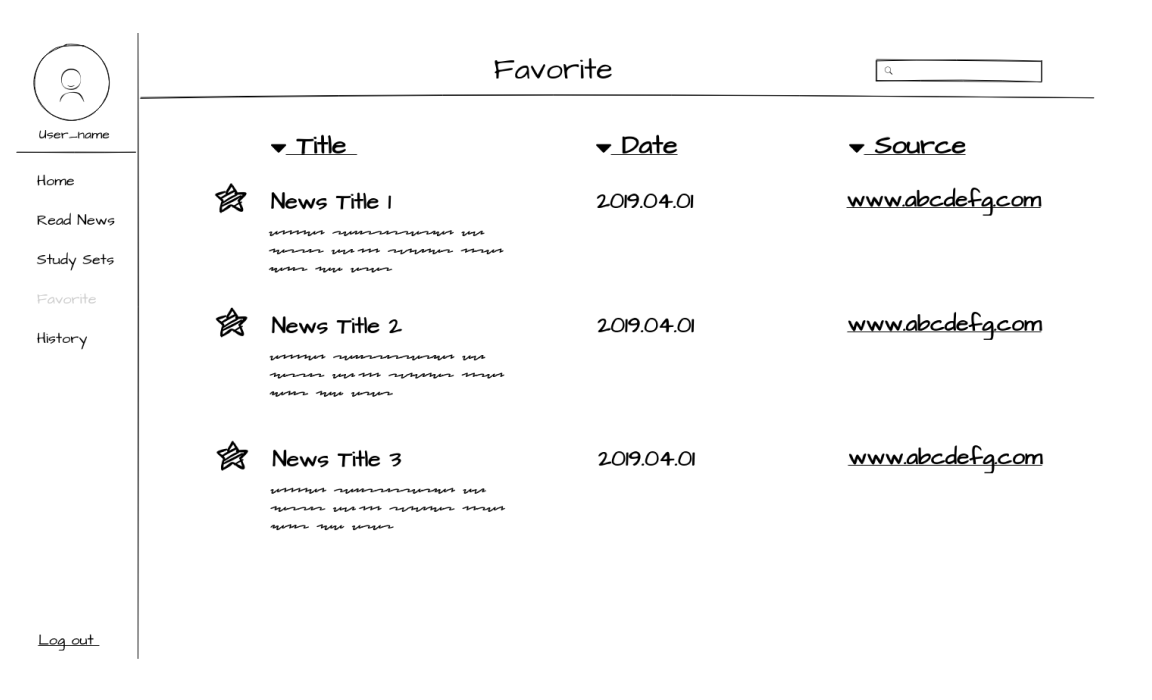 User_name
Home
Read News
Study Sets
Favorite
History
Log out
Favorite
Title Date Source
News Title 1 2019.04.01 www.abcdefg.com
News Title 2 2019.04.01 www.abcdefg.com
News Title 3 2019.04.01 www.abcdefg.com